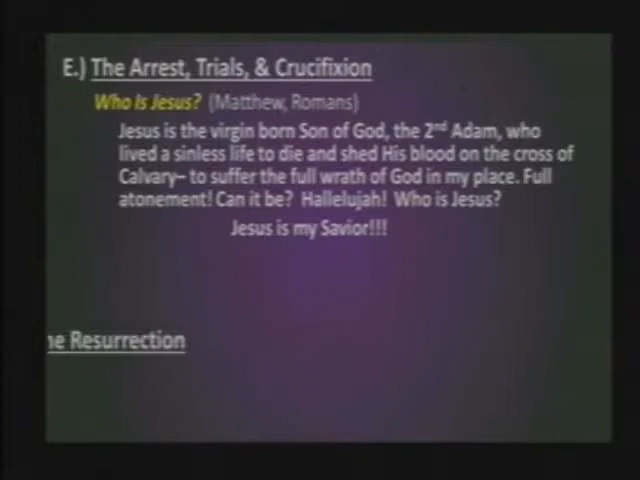 E.) The Arrest, Trials, & Crucifixion
Who Is Jesus? (Matthew, Romans)
Jesus is the virgin born Son of God, the 2nd Adam, who
lived a sinless life to die and shed His blood on the cross of
Calvary– to suffer the full wrath of God in my place. Full
atonement! Can it be? Hallelujah! Who is Jesus?
Jesus is my Savior!!!
ne Resurrection